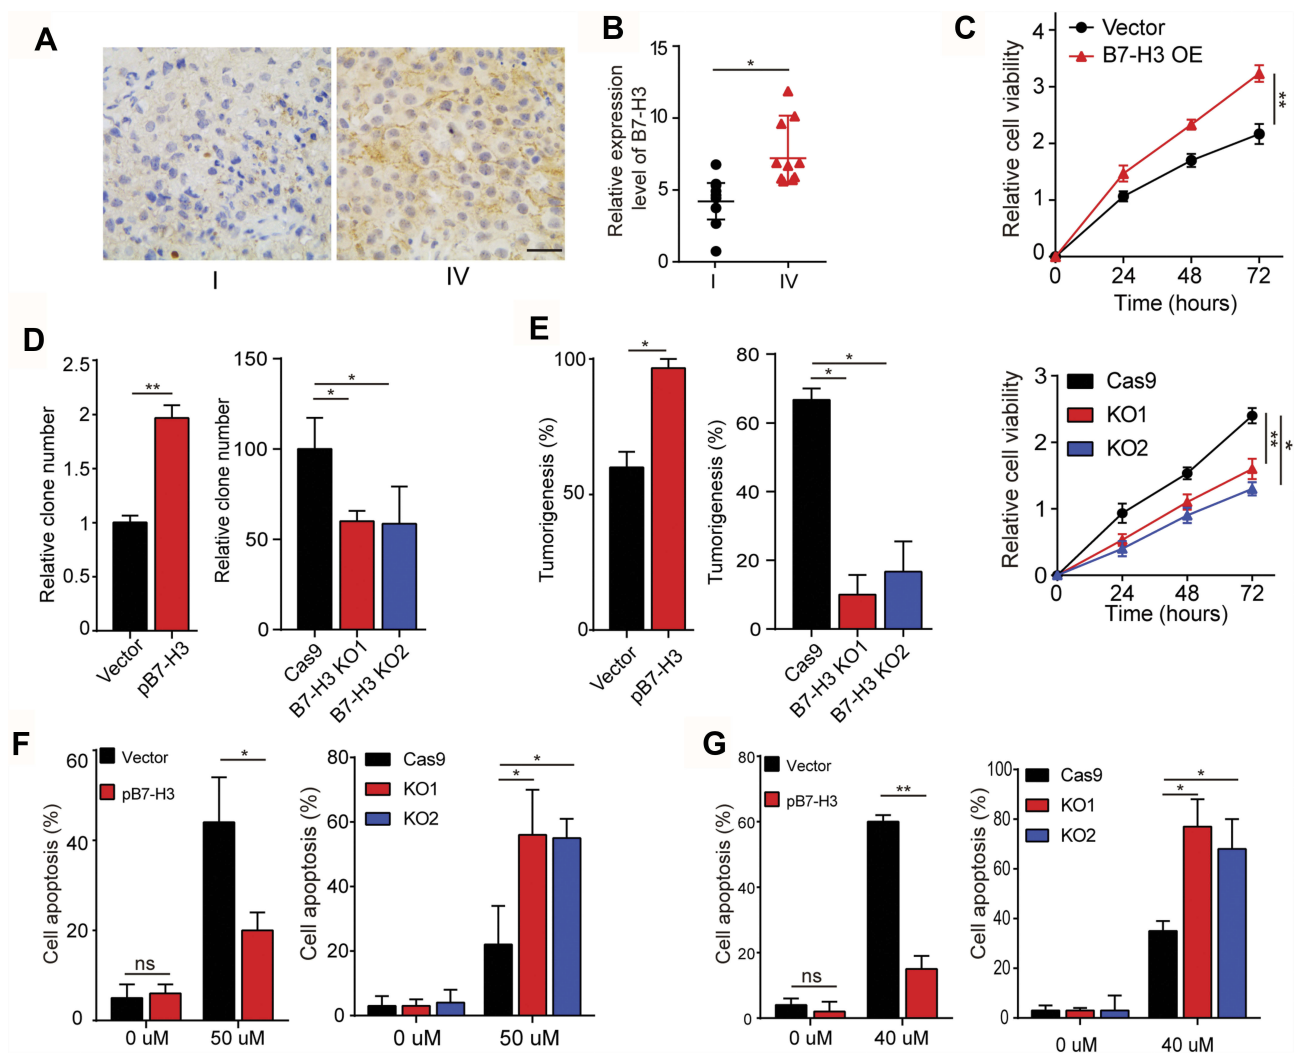 A
I
IV
B
Relative expression
level of B7-H3
15
10
5
0
*
I
IV
C
Vector
B7-H3 OE
Relative cell viability
4
3
2
1
0
**
0
24
48
72
Time (hours)
Cas9
KO1
KO2
Relative cell viability
3
2
1
0
**
*
0
24
48
72
Time (hours)
D
Relative clone number
2.5
2
1.5
1
0.5
0
**
Vector
pB7-H3
Relative clone number
150
100
50
0
*
*
Cas9
B7-H3 KO1
B7-H3 KO2
E
Tumorigenesis (%)
100
50
0
*
Vector
pB7-H3
Tumorigenesis (%)
80
60
40
20
0
*
*
Cas9
B7-H3 KO1
B7-H3 KO2
F
Cell apoptosis (%)
60
40
20
0
Vector
pB7-H3
ns
*
0 uM
50 uM
Cell apoptosis (%)
80
60
40
20
0
Cas9
KO1
KO2
*
*
0 uM
50 uM
G
Cell apoptosis (%)
80
60
40
20
0
Vector
pB7-H3
ns
**
0 uM
40 uM
Cell apoptosis (%)
100
80
60
40
20
0
Cas9
KO1
KO2
*
*
0 uM
40 uM